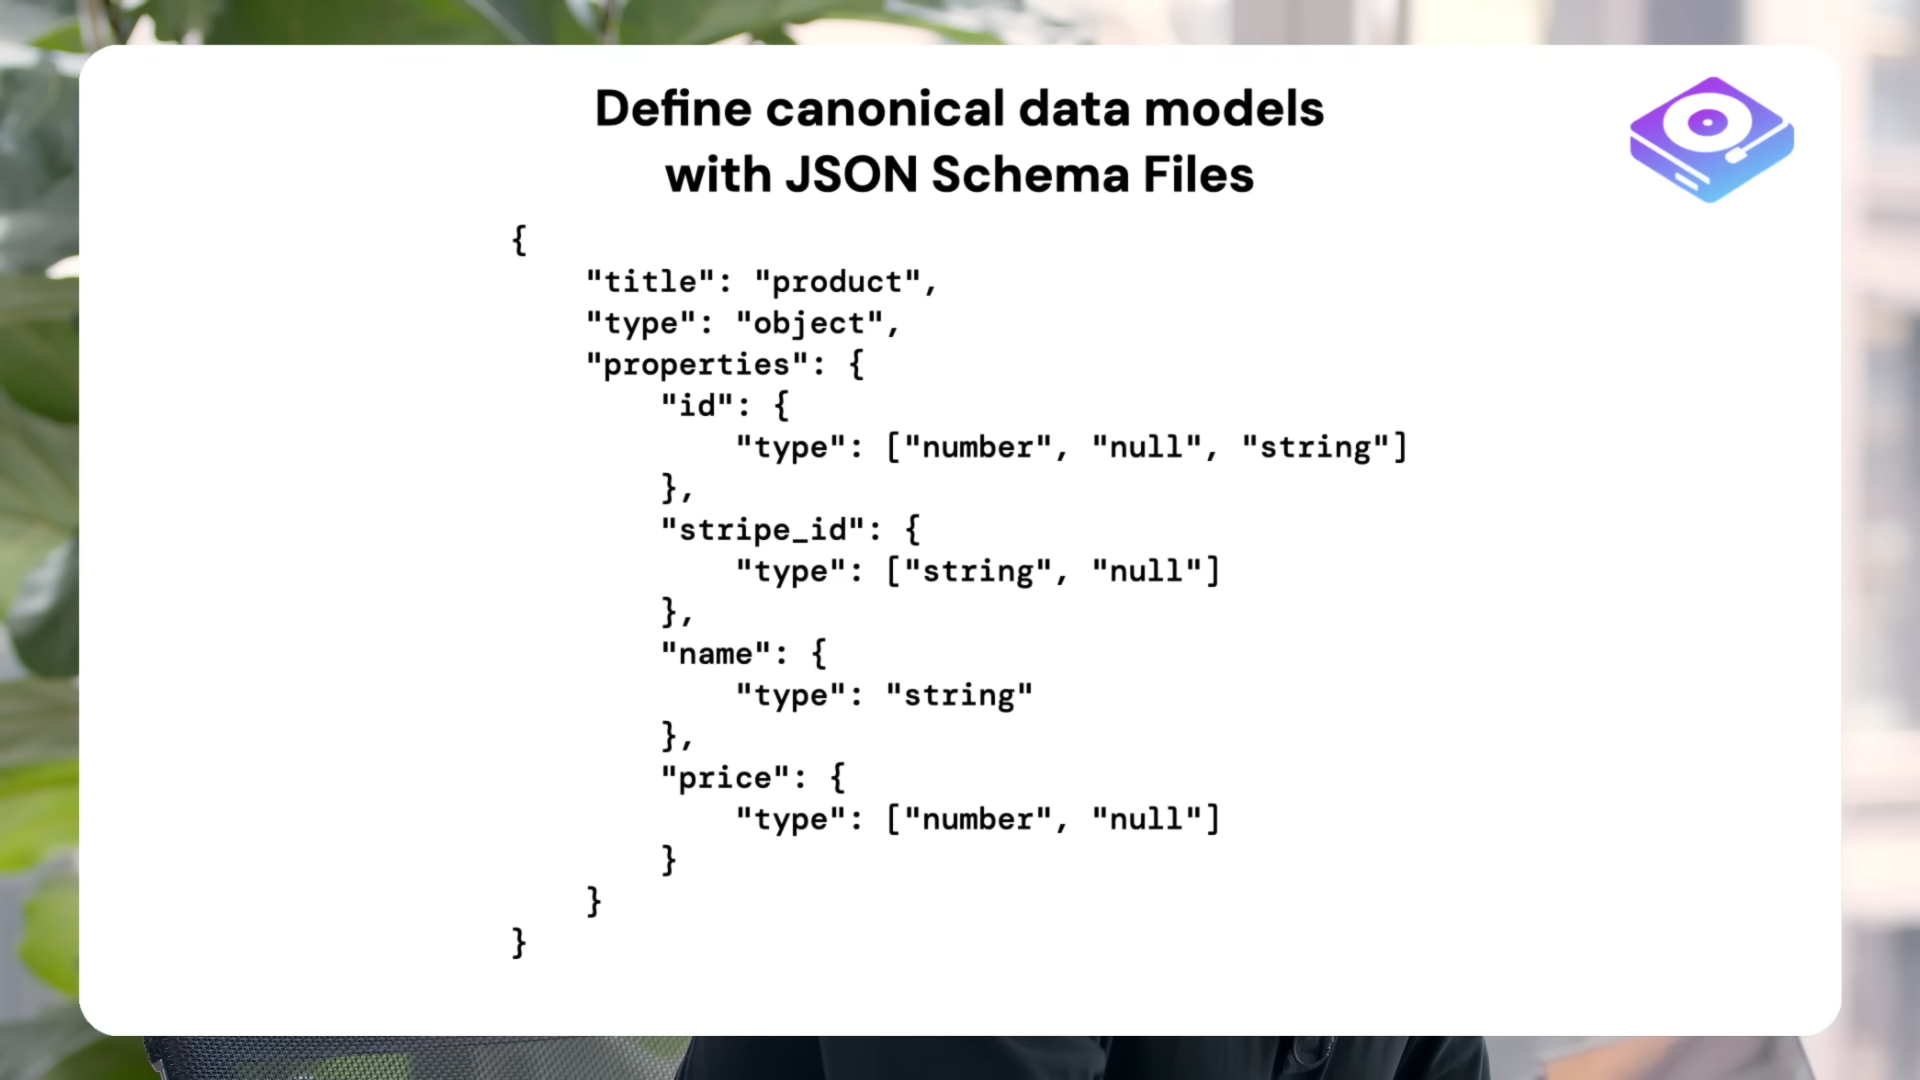 Define canonical data models
with JSON Schema Files
{
"title": "product",
"type": "object",
"properties": {
"id": {
"type": ["number", "null", "string"]
},
"stripe_id": {
"type": ["string", "null"]
},
"name": {
"type": "string"
},
"price": {
"type": ["number", "null"]
}
}
}